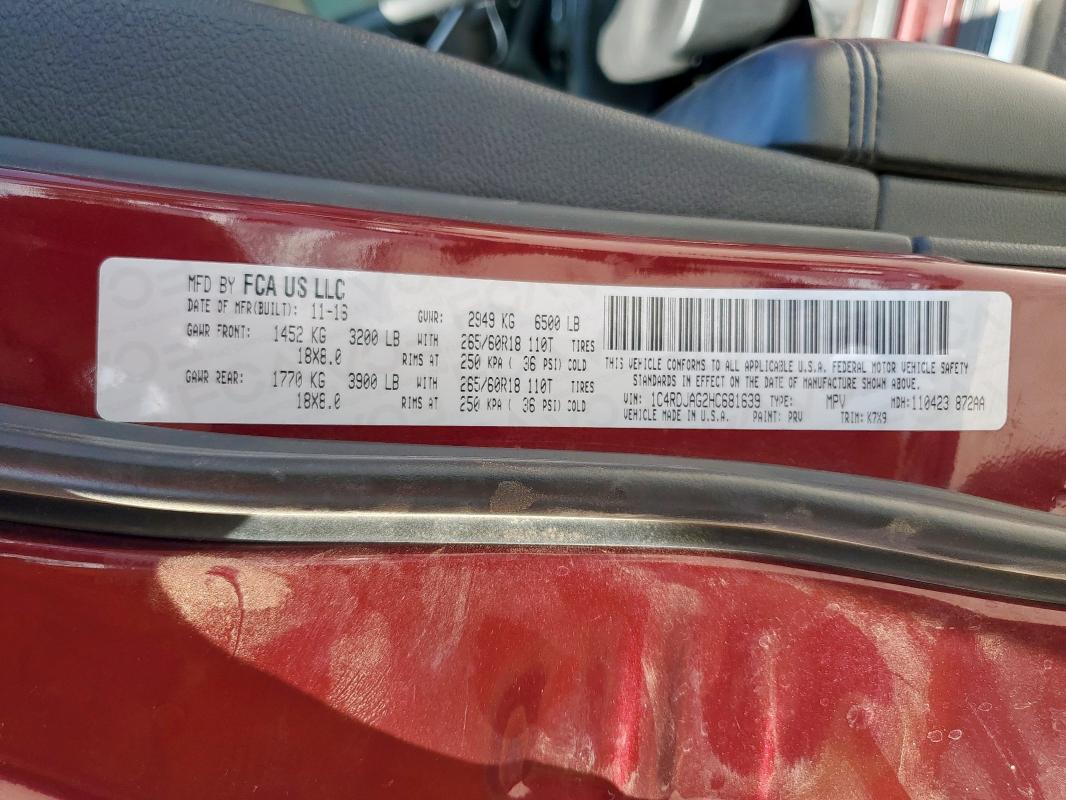 MFD BY FCA US LLC
DATE OF MFR(BUILT): 11-16 GVWR: 2949 KG 6500 LB
GAWR FRONT: 1452 KG 3200 LB WITH 265/60R18 110T TIRES
18X8.0 RIMS AT 250 KPA ( 36 PSI) COLD
GAWR REAR: 1770 KG 3900 LB WITH 265/60R18 110T TIRES
18X8.0 RIMS AT 250 KPA ( 36 PSI) COLD
THIS VEHICLE CONFORMS TO ALL APPLICABLE U.S.A. FEDERAL MOTOR VEHICLE SAFETY
STANDARDS IN EFFECT ON THE DATE OF MANUFACTURE SHOWN ABOVE.
VIN: 1C4RDJAG2HC681639 TYPE: MPV MDH:110423 872AA
VEHICLE MADE IN U.S.A. PAINT: PRV TRIM: K7X9